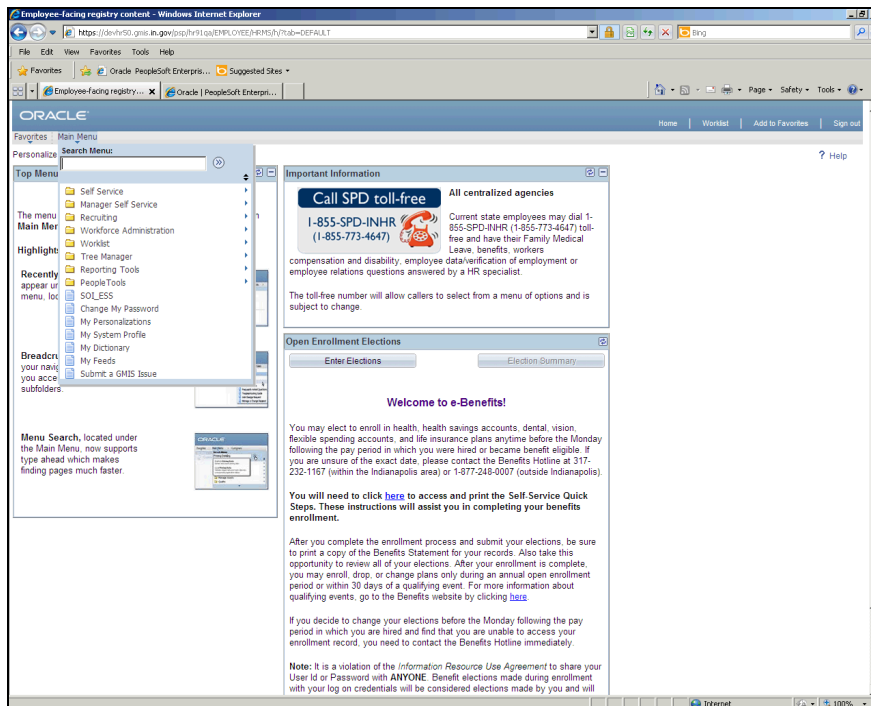 Employee-facing registry content - Windows Internet Explorer
https://devhr50.gmis.in.gov/psp/hr91qa/EMPLOYEE/HRMS/h/?tab=DEFAULT
Bing
File Edit View Favorites Tools Help
Favorites Oracle PeopleSoft Enterpris... Suggested Sites
Employee-facing registry... X Oracle | PeopleSoft Enterpri...
Page Safety Tools
ORACLE
Home | Worklist | Add to Favorites | Sign out
Favorites Main Menu
Personalize
? Help
Search Menu:
Self Service
Manager Self Service
Recruiting
Workforce Administration
Worklist
Tree Manager
Reporting Tools
PeopleTools
SOI_ESS
Change My Password
My Personalizations
My System Profile
My Dictionary
My Feeds
Submit a GMIS Issue
Top Menu
The menu
Main Men
Highlight
Recently
appear un
menu, loc
Breadcru
your navig
you acce
subfolders.
Menu Search, located under
the Main Menu, now supports
type ahead which makes
finding pages much faster.
ORACLE
Important Information
Call SPD toll-free
1-855-SPD-INHR
(1-855-773-4647)
All centralized agencies
Current state employees may dial 1-
855-SPD-INHR (1-855-773-4647) toll-
free and have their Family Medical
Leave, benefits, workers
compensation and disability, employee data/verification of employment or
employee relations questions answered by a HR specialist.
The toll-free number will allow callers to select from a menu of options and is
subject to change.
Open Enrollment Elections
Enter Elections Election Summary
Welcome to e-Benefits!
You may elect to enroll in health, health savings accounts, dental, vision,
flexible spending accounts, and life insurance plans anytime before the Monday
following the pay period in which you were hired or became benefit eligible. If
you are unsure of the exact date, please contact the Benefits Hotline at 317-
232-1167 (within the Indianapolis area) or 1-877-248-0007 (outside Indianapolis).
You will need to click here to access and print the Self-Service Quick
Steps. These instructions will assist you in completing your benefits
enrollment.
After you complete the enrollment process and submit your elections, be sure
to print a copy of the Benefits Statement for your records. Also take this
opportunity to review all of your elections. After your enrollment is complete,
you may enroll, drop, or change plans only during an annual open enrollment
period or within 30 days of a qualifying event. For more information about
qualifying events, go to the Benefits website by clicking here.
If you decide to change your elections before the Monday following the pay
period in which you are hired and find that you are unable to access your
enrollment record, you need to contact the Benefits Hotline immediately.
Note: It is a violation of the Information Resource Use Agreement to share your
User Id or Password with ANYONE. Benefit elections made during enrollment
with your log on credentials will be considered elections made by you and will
Internet 100%